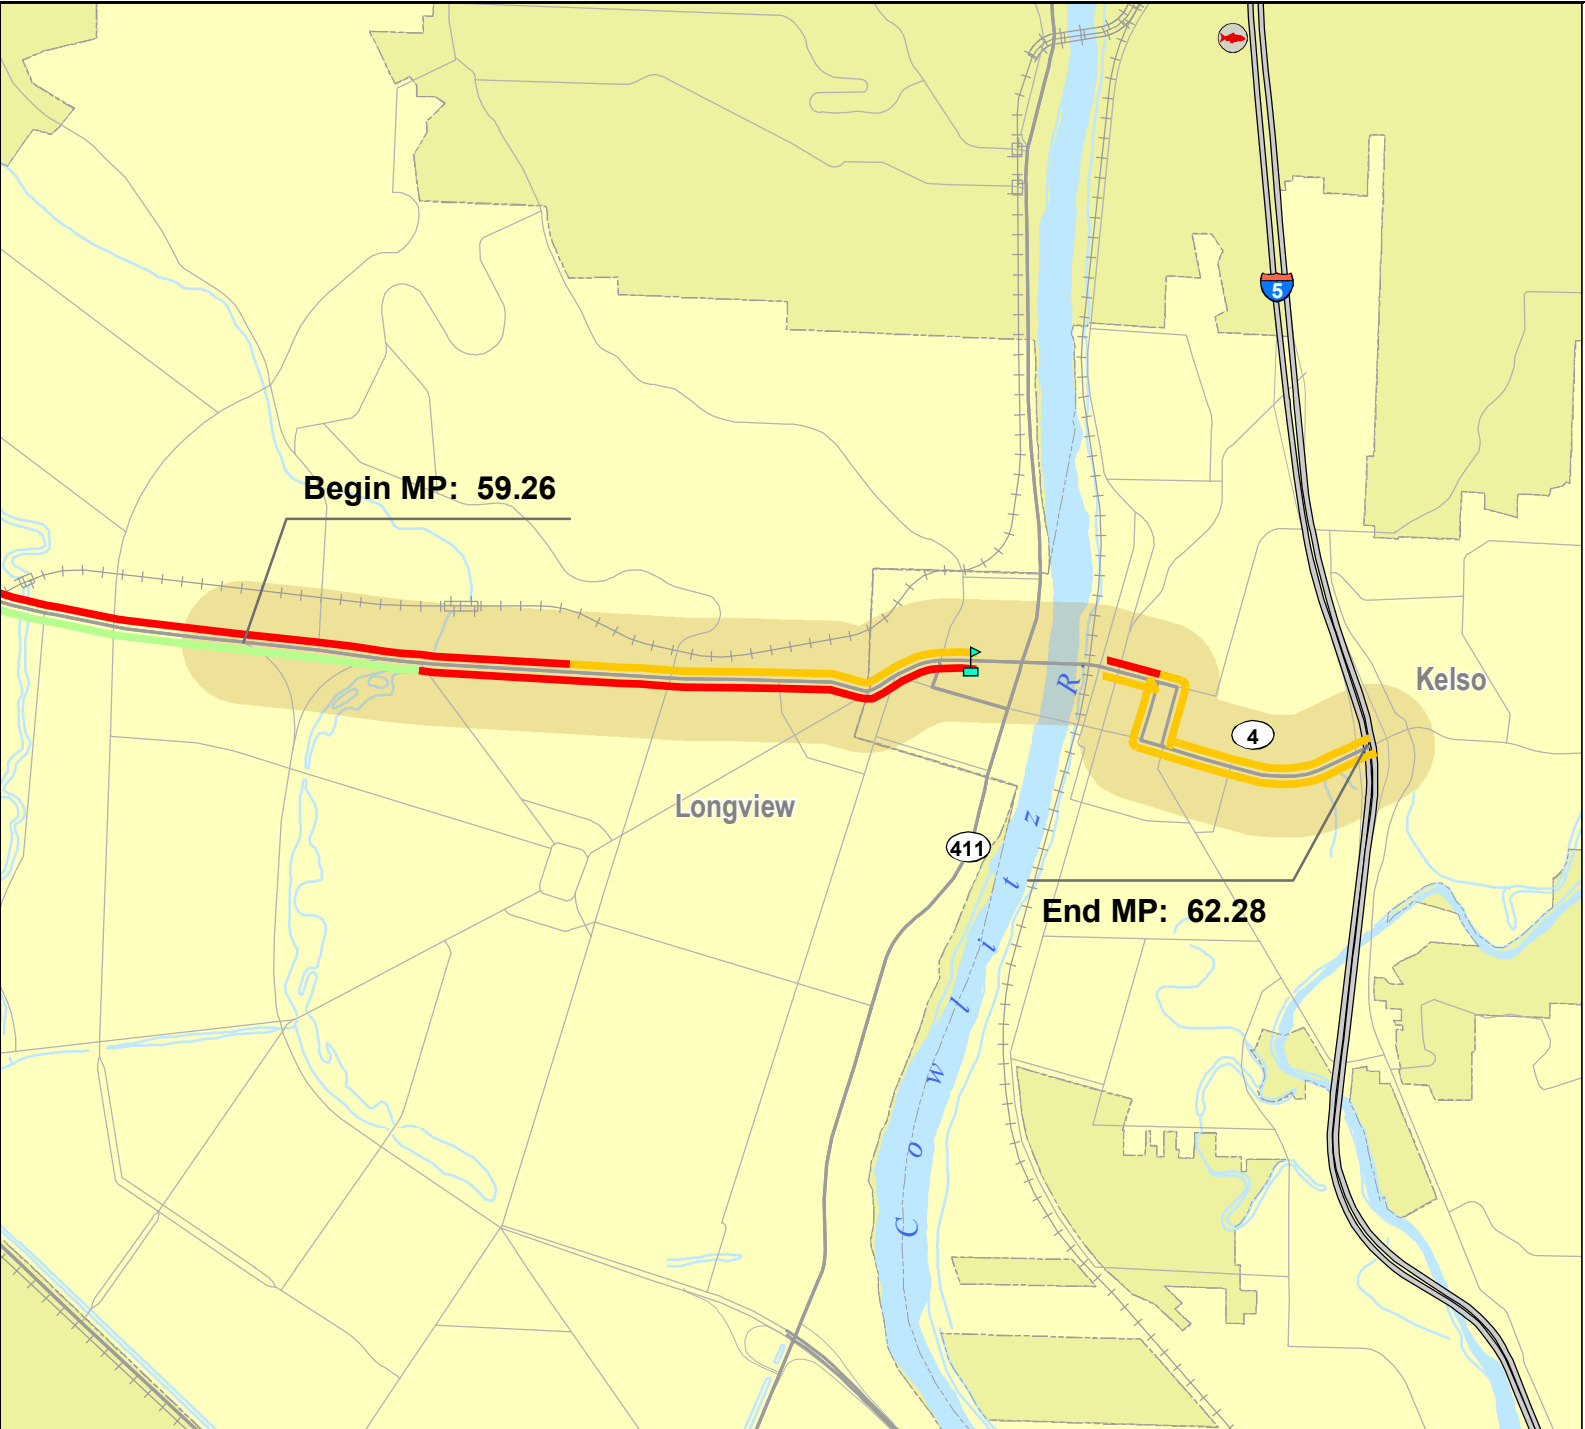 5
Begin MP: 59.26
Kelso
4
Longview
411
End MP: 62.28
Cowlitz R.